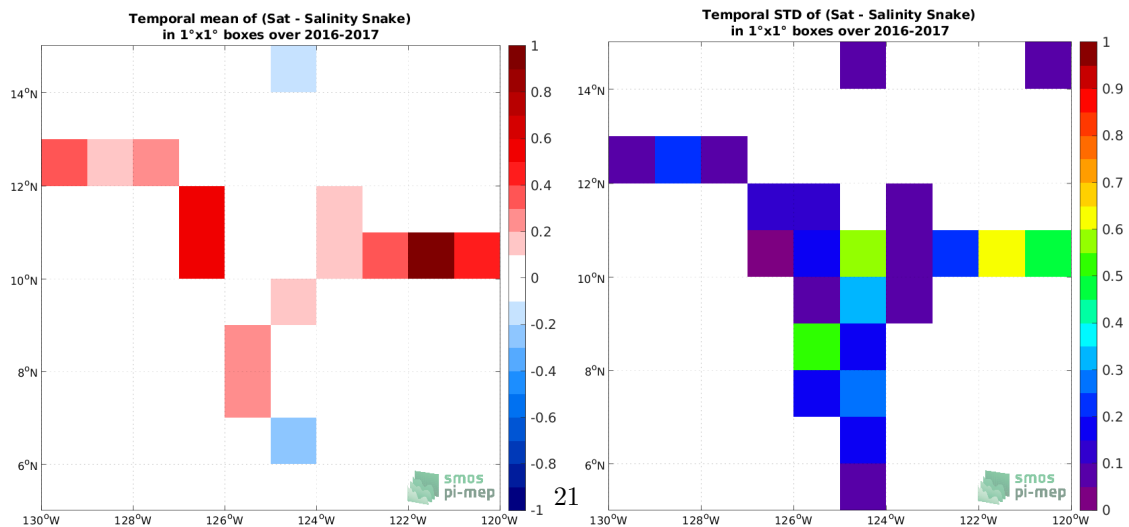 Temporal mean of (Sat - Salinity Snake)
in 1°x1° boxes over 2016-2017
14°N
12°N
10°N
8°N
6°N
130°W
128°W
126°W
124°W
122°W
120°W
1
0.8
0.6
0.4
0.2
0
-0.2
-0.4
-0.6
-0.8
-1
smos
pi-mep
21
Temporal STD of (Sat - Salinity Snake)
in 1°x1° boxes over 2016-2017
14°N
12°N
10°N
8°N
6°N
130°W
128°W
126°W
124°W
122°W
120°W
1
0.9
0.8
0.7
0.6
0.5
0.4
0.3
0.2
0.1
0
smos
pi-mep